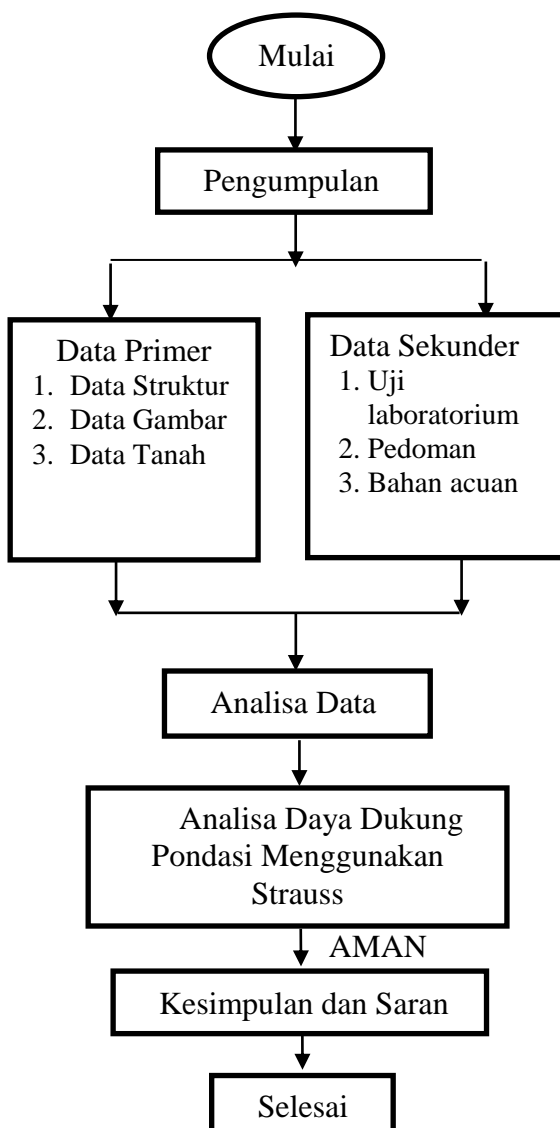 Mulai
Pengumpulan
Data Primer
1. Data Struktur
2. Data Gambar
3. Data Tanah
Data Sekunder
1. Uji
laboratorium
2. Pedoman
3. Bahan acuan
Analisa Data
Analisa Daya Dukung
Pondasi Menggunakan
Strauss
AMAN
Kesimpulan dan Saran
Selesai